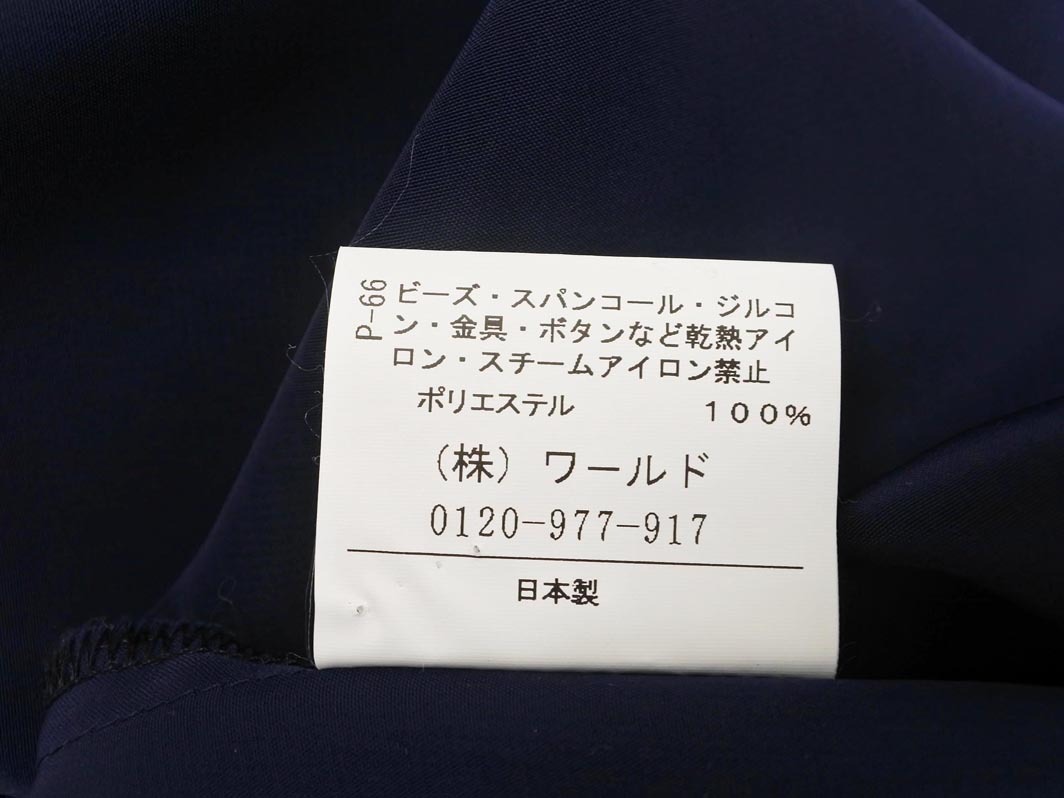 P-66
ビーズ・スパンコール・ジルコ
ン・金具・ボタンなど乾熱アイ
ロン・スチームアイロン禁止
ポリエステル 100%
(株) ワールド
0120-977-917
日本製